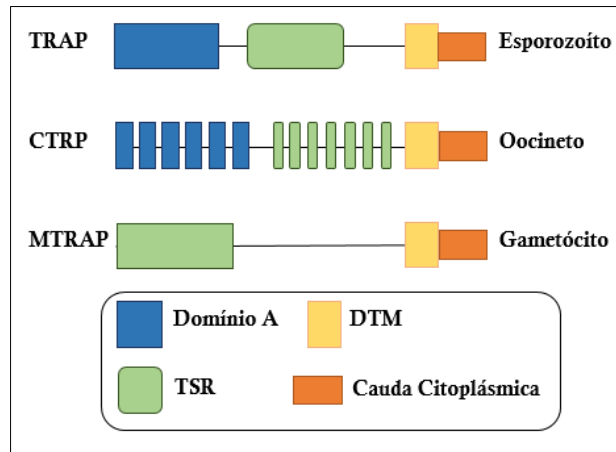 TRAP Esporozoíto
CTRP Oocineto
MTRAP Gametócito
Domínio A DTM
TSR Cauda Citoplásmica